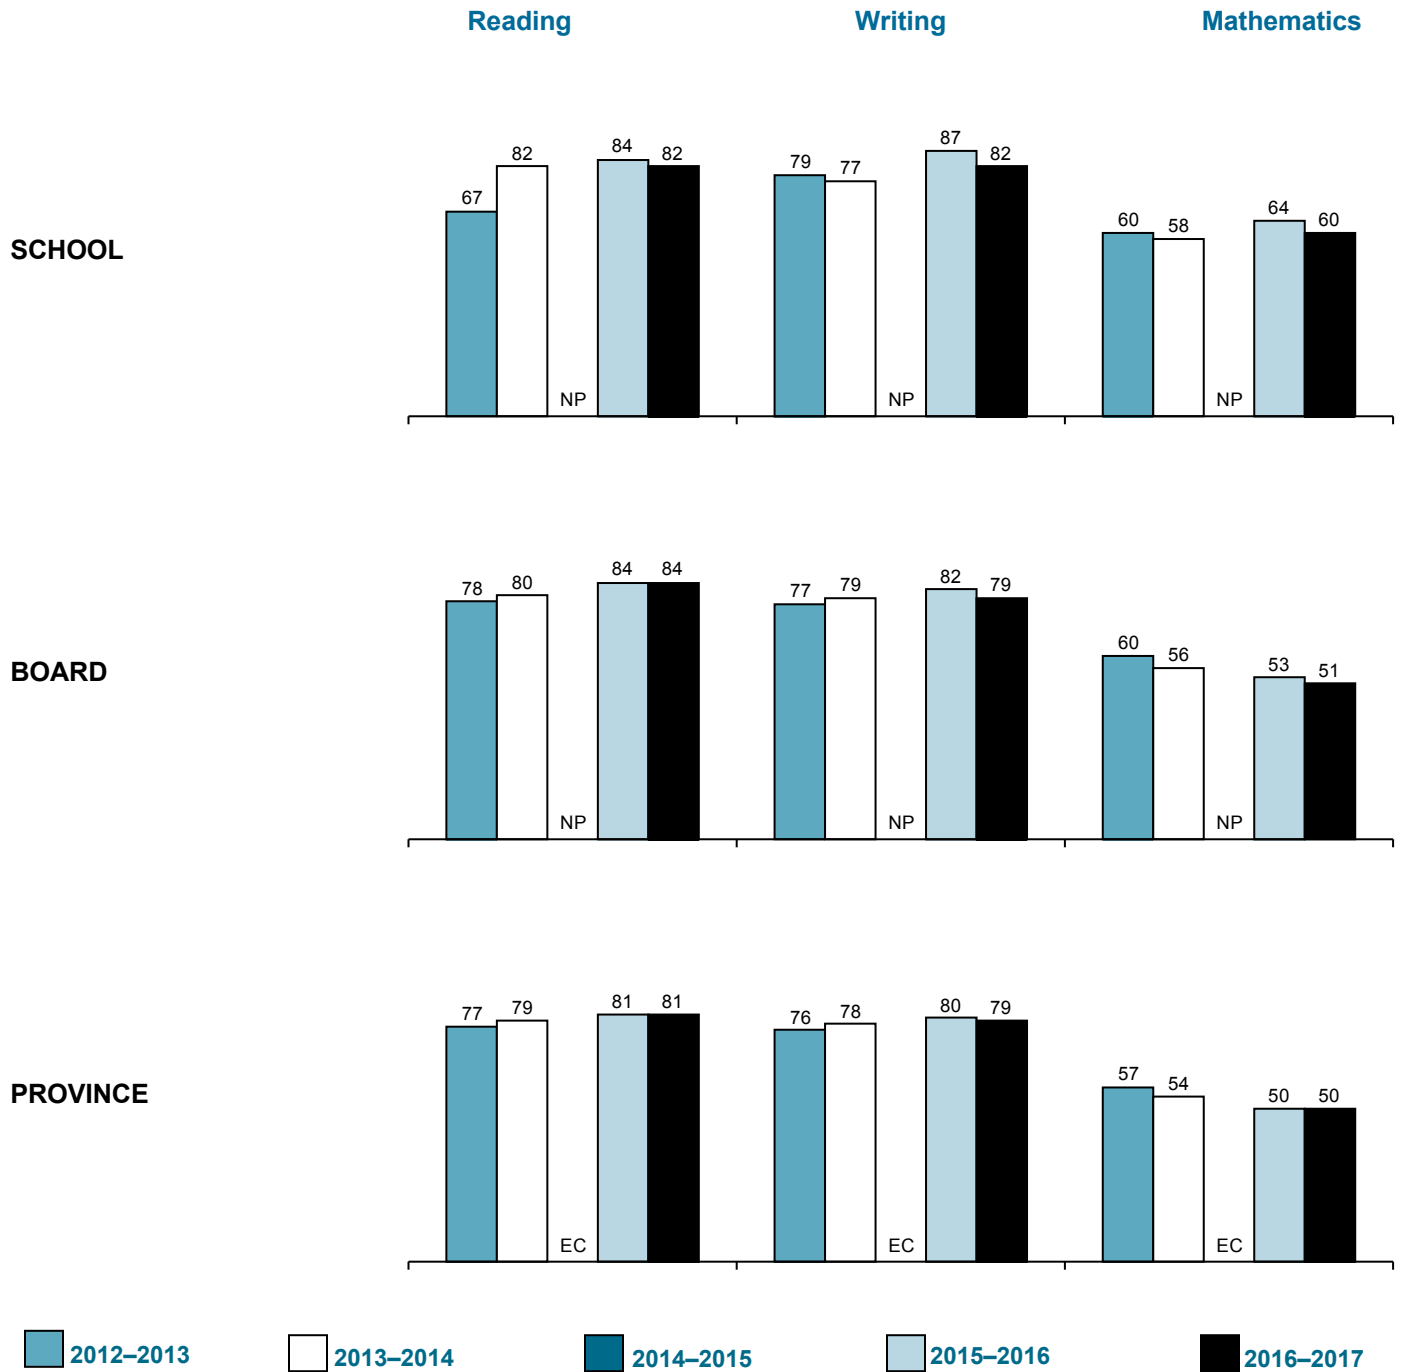 Reading Writing Mathematics
SCHOOL
67 82 NP 84 82 79 77 NP 87 82 60 58 NP 64 60
BOARD
78 80 NP 84 84 77 79 NP 82 79 60 56 NP 53 51
PROVINCE
77 79 EC 81 81 76 78 EC 80 79 57 54 EC 50 50
2012–2013 2013–2014 2014–2015 2015–2016 2016–2017